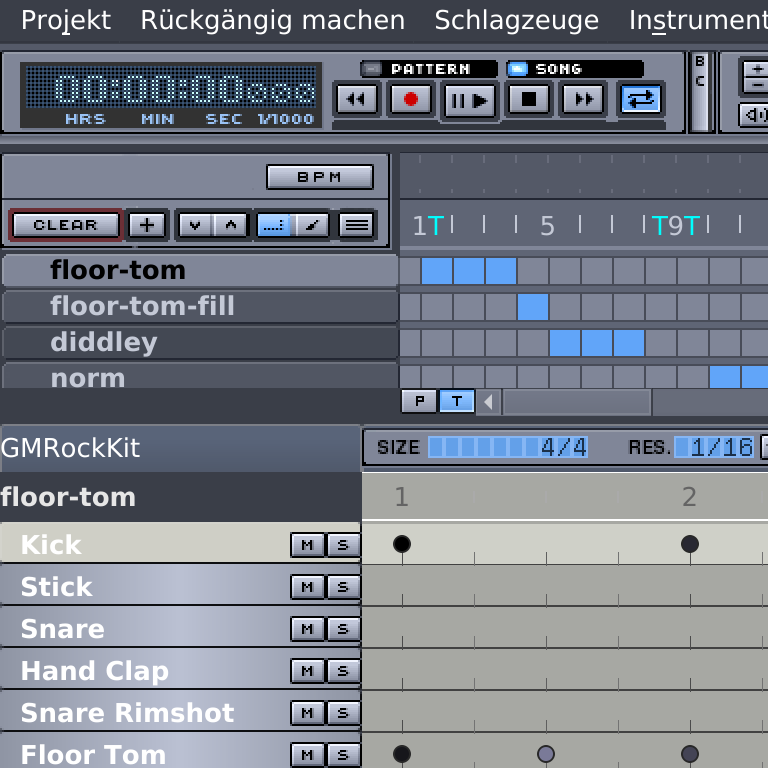 Projekt Rückgängig machen Schlagzeuge Instrument
PATTERN SONG
00:00:00000
HRS MIN SEC 1/1000
B
C
BPM
CLEAR
1T 5 T9T
floor-tom
floor-tom-fill
diddley
norm
P T
GMRockKit SIZE 4/4 RES. 1/16
floor-tom 1 2
Kick M S
Stick M S
Snare M S
Hand Clap M S
Snare Rimshot M S
Floor Tom M S